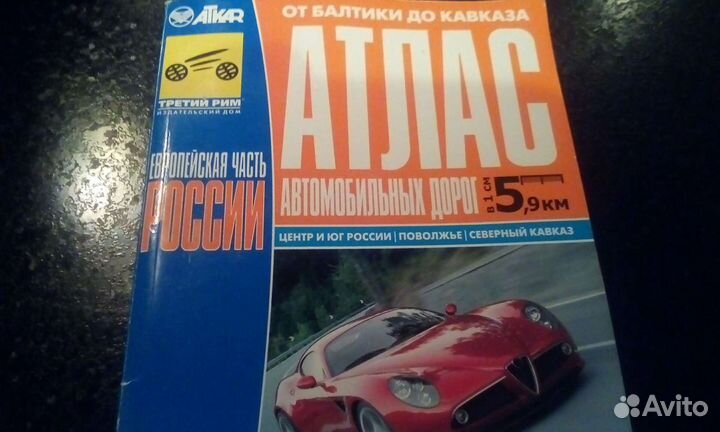 АТКАR
ТРЕТИЙ РИМ
ИЗДАТЕЛЬСКИЙ ДОМ
ЕВРОПЕЙСКАЯ ЧАСТЬ
РОССИИ
ОТ БАЛТИКИ ДО КАВКАЗА
АТЛАС
АВТОМОБИЛЬНЫХ ДОРОГ
в 1 см
5,9 км
ЦЕНТР И ЮГ РОССИИ | ПОВОЛЖЬЕ | СЕВЕРНЫЙ КАВКАЗ
Avito